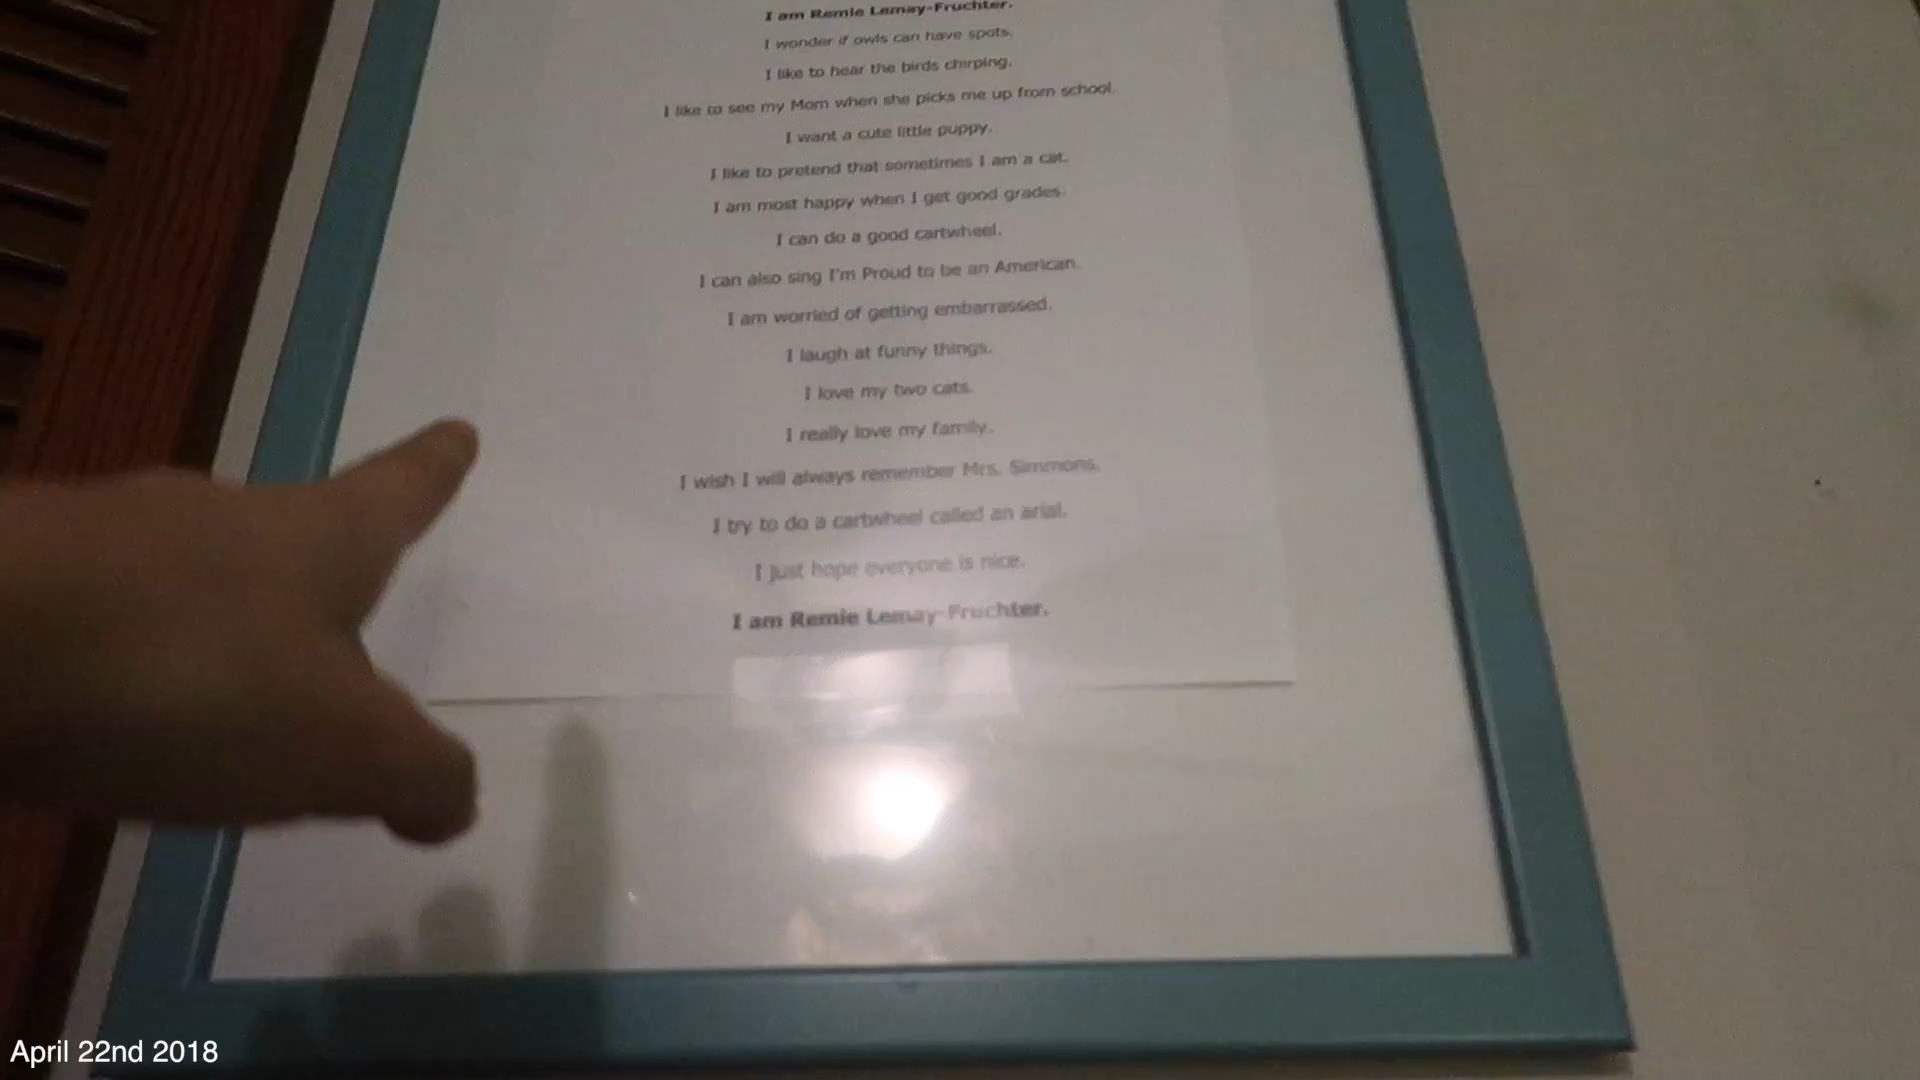 I am Remie Lemay-Fruchter.
I wonder if owls can have spots.
I like to hear the birds chirping.
I like to see my Mom when she picks me up from school.
I want a cute little puppy.
I like to pretend that sometimes I am a cat.
I am most happy when I get good grades.
I can do a good cartwheel.
I can also sing I'm Proud to be an American.
I am worried of getting embarrassed.
I laugh at funny things.
I love my two cats.
I really love my family.
I wish I will always remember Mrs. Simmons.
I try to do a cartwheel called an arial.
I just hope everyone is nice.
I am Remie Lemay-Fruchter.
April 22nd 2018